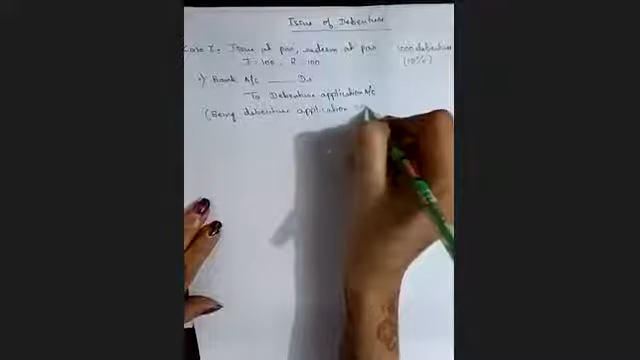 Issue of Debenture
Case I: Issue at par, redeem at par 1000 debenture
I = 100, R = 100 (10%)
1) Bank A/c ____ Dr
To Debenture application A/c
(Being debenture application